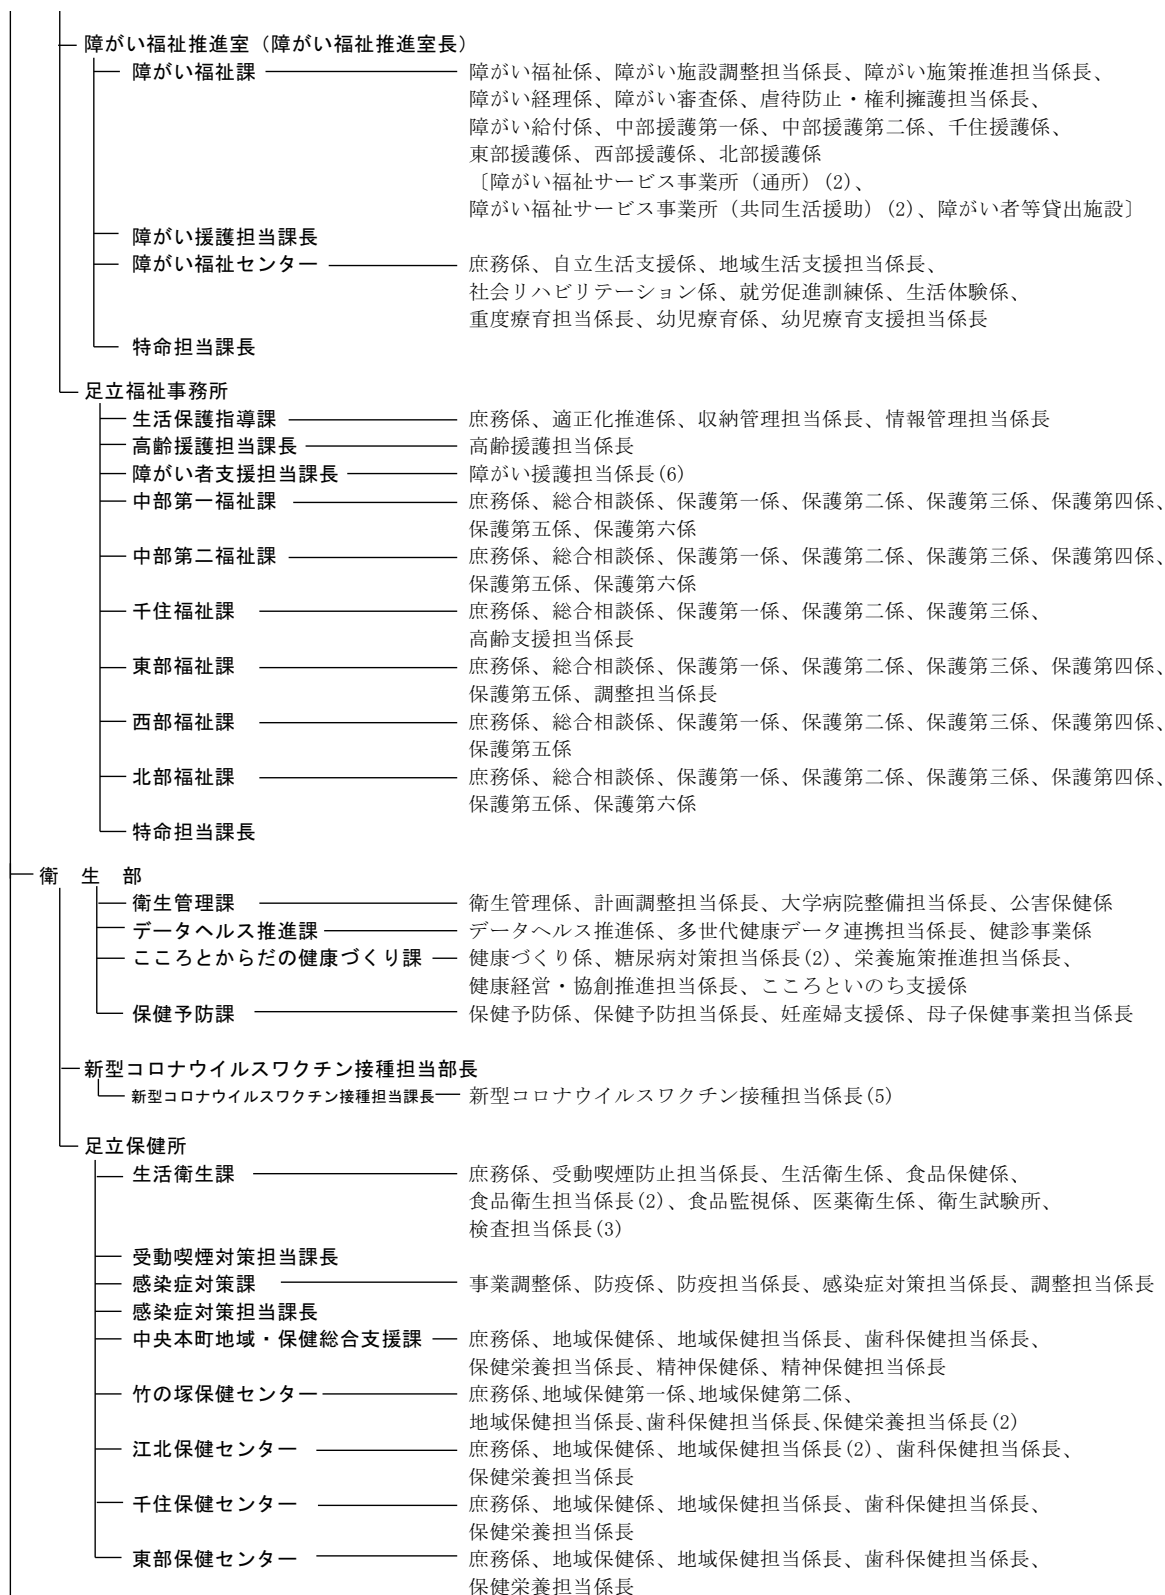 障がい福祉推進室（障がい福祉推進室長）
障がい福祉課 障がい福祉係、障がい施設調整担当係長、障がい施策推進担当係長、
障がい経理係、障がい審査係、虐待防止・権利擁護担当係長、
障がい給付係、中部援護第一係、中部援護第二係、千住援護係、
東部援護係、西部援護係、北部援護係
〔障がい福祉サービス事業所（通所）(2)、
障がい福祉サービス事業所（共同生活援助）(2)、障がい者等貸出施設〕
障がい援護担当課長
障がい福祉センター 庶務係、自立生活支援係、地域生活支援担当係長、
社会リハビリテーション係、就労促進訓練係、生活体験係、
重度療育担当係長、幼児療育係、幼児療育支援担当係長
特命担当課長
足立福祉事務所
生活保護指導課 庶務係、適正化推進係、収納管理担当係長、情報管理担当係長
高齢援護担当課長 高齢援護担当係長
障がい者支援担当課長 障がい援護担当係長(6)
中部第一福祉課 庶務係、総合相談係、保護第一係、保護第二係、保護第三係、保護第四係、
保護第五係、保護第六係
中部第二福祉課 庶務係、総合相談係、保護第一係、保護第二係、保護第三係、保護第四係、
保護第五係、保護第六係
千住福祉課 庶務係、総合相談係、保護第一係、保護第二係、保護第三係、
高齢支援担当係長
東部福祉課 庶務係、総合相談係、保護第一係、保護第二係、保護第三係、保護第四係、
保護第五係、調整担当係長
西部福祉課 庶務係、総合相談係、保護第一係、保護第二係、保護第三係、保護第四係、
保護第五係
北部福祉課 庶務係、総合相談係、保護第一係、保護第二係、保護第三係、保護第四係、
保護第五係、保護第六係
特命担当課長
衛 生 部
衛生管理課 衛生管理係、計画調整担当係長、大学病院整備担当係長、公害保健係
データヘルス推進課 データヘルス推進係、多世代健康データ連携担当係長、健診事業係
こころとからだの健康づくり課 健康づくり係、糖尿病対策担当係長(2)、栄養施策推進担当係長、
健康経営・協創推進担当係長、こころといのち支援係
保健予防課 保健予防係、保健予防担当係長、妊産婦支援係、母子保健事業担当係長
新型コロナウイルスワクチン接種担当部長
新型コロナウイルスワクチン接種担当課長 新型コロナウイルスワクチン接種担当係長(5)
足立保健所
生活衛生課 庶務係、受動喫煙防止担当係長、生活衛生係、食品保健係、
食品衛生担当係長(2)、食品監視係、医薬衛生係、衛生試験所、
検査担当係長(3)
受動喫煙対策担当課長
感染症対策課 事業調整係、防疫係、防疫担当係長、感染症対策担当係長、調整担当係長
感染症対策担当課長
中央本町地域・保健総合支援課 庶務係、地域保健係、地域保健担当係長、歯科保健担当係長、
保健栄養担当係長、精神保健係、精神保健担当係長
竹の塚保健センター 庶務係、地域保健第一係、地域保健第二係、
地域保健担当係長、歯科保健担当係長、保健栄養担当係長(2)
江北保健センター 庶務係、地域保健係、地域保健担当係長(2)、歯科保健担当係長、
保健栄養担当係長
千住保健センター 庶務係、地域保健係、地域保健担当係長、歯科保健担当係長、
保健栄養担当係長
東部保健センター 庶務係、地域保健係、地域保健担当係長、歯科保健担当係長、
保健栄養担当係長